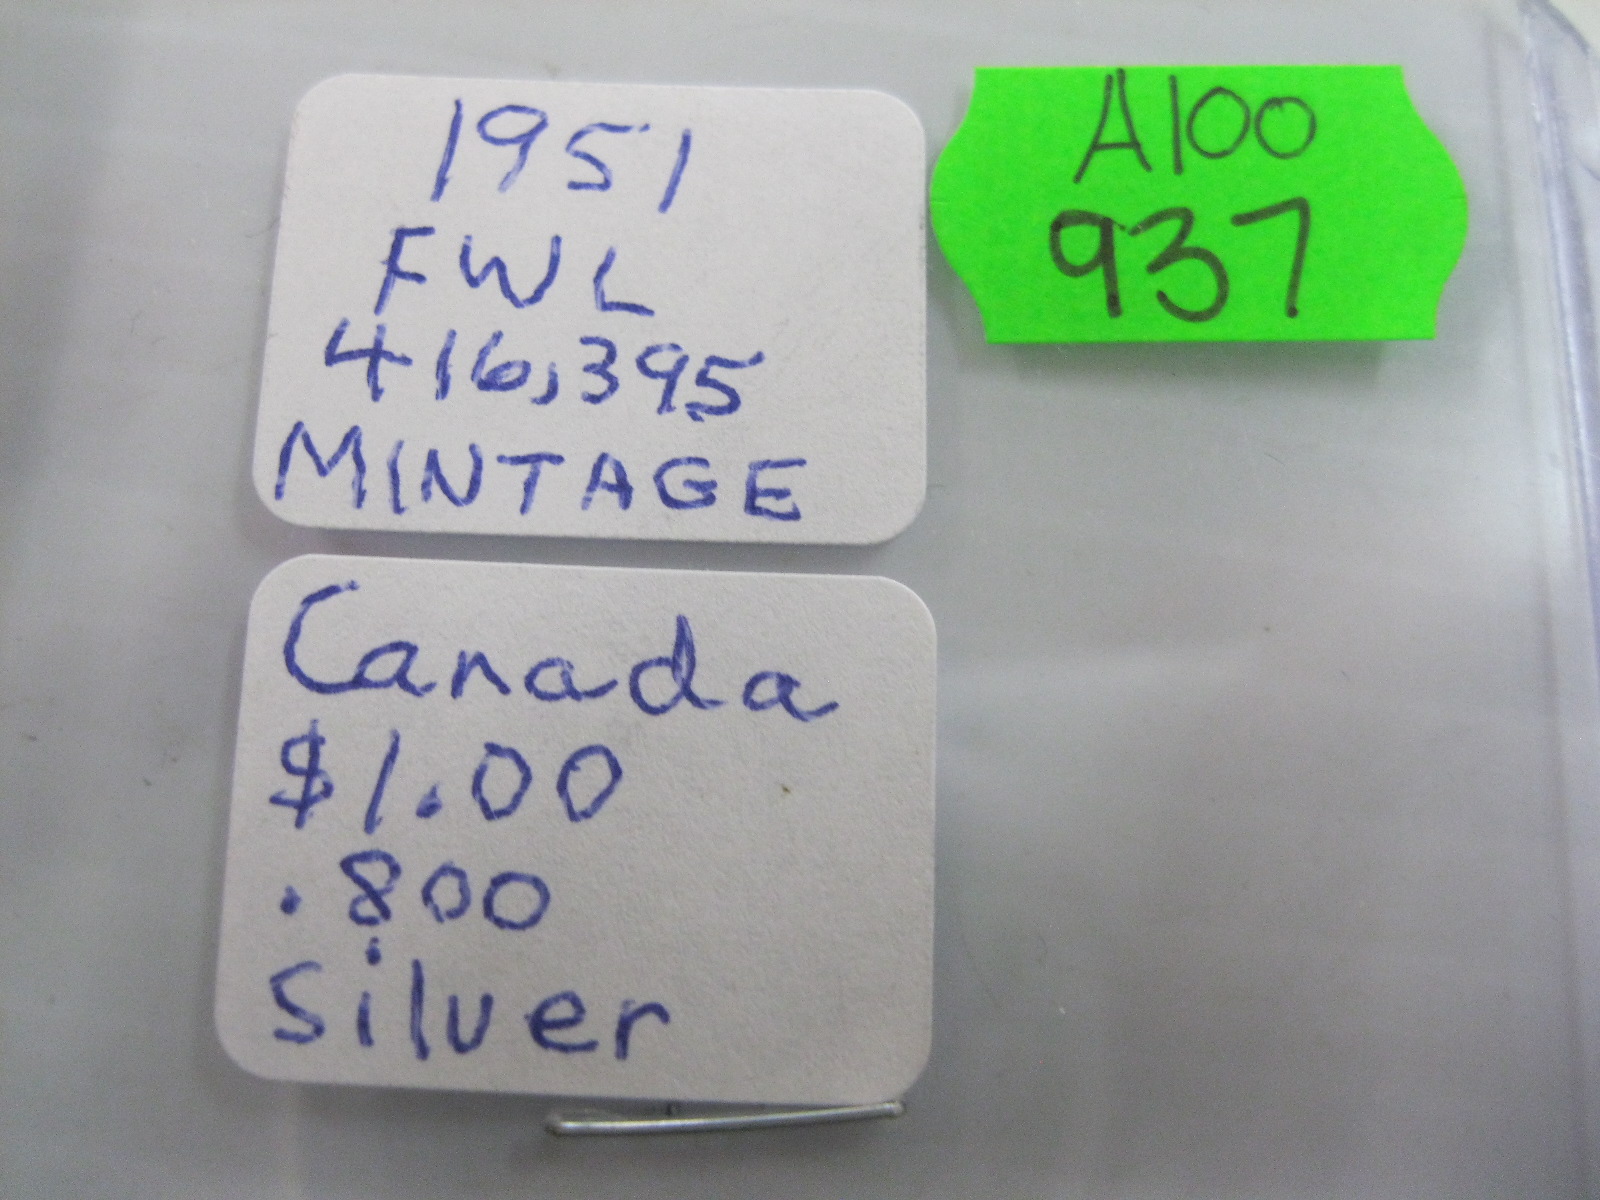 1951
FWL
416,395
MINTAGE
A100
937
Canada
$1.00
.800
silver